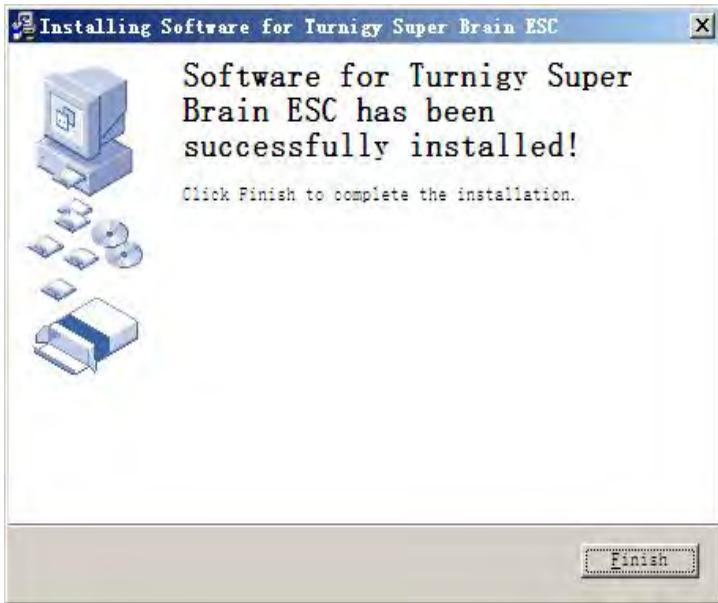 Installing Software for Turnigy Super Brain ESC
Software for Turnigy Super
Brain ESC has been
successfully installed!
Click Finish to complete the installation.
Finish